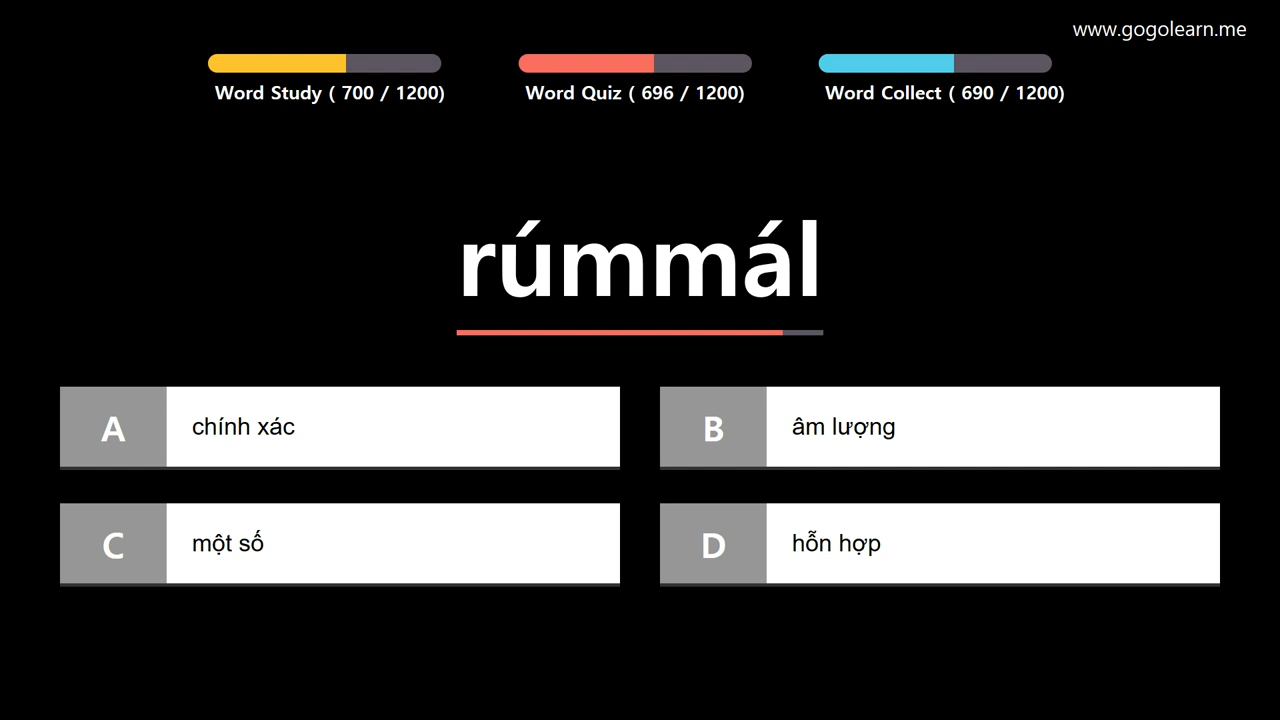 www.gogolearn.me
Word Study ( 700 / 1200)
Word Quiz ( 696 / 1200)
Word Collect ( 690 / 1200)
rúmmál
A chính xác
B âm lượng
C một số
D hỗn hợp